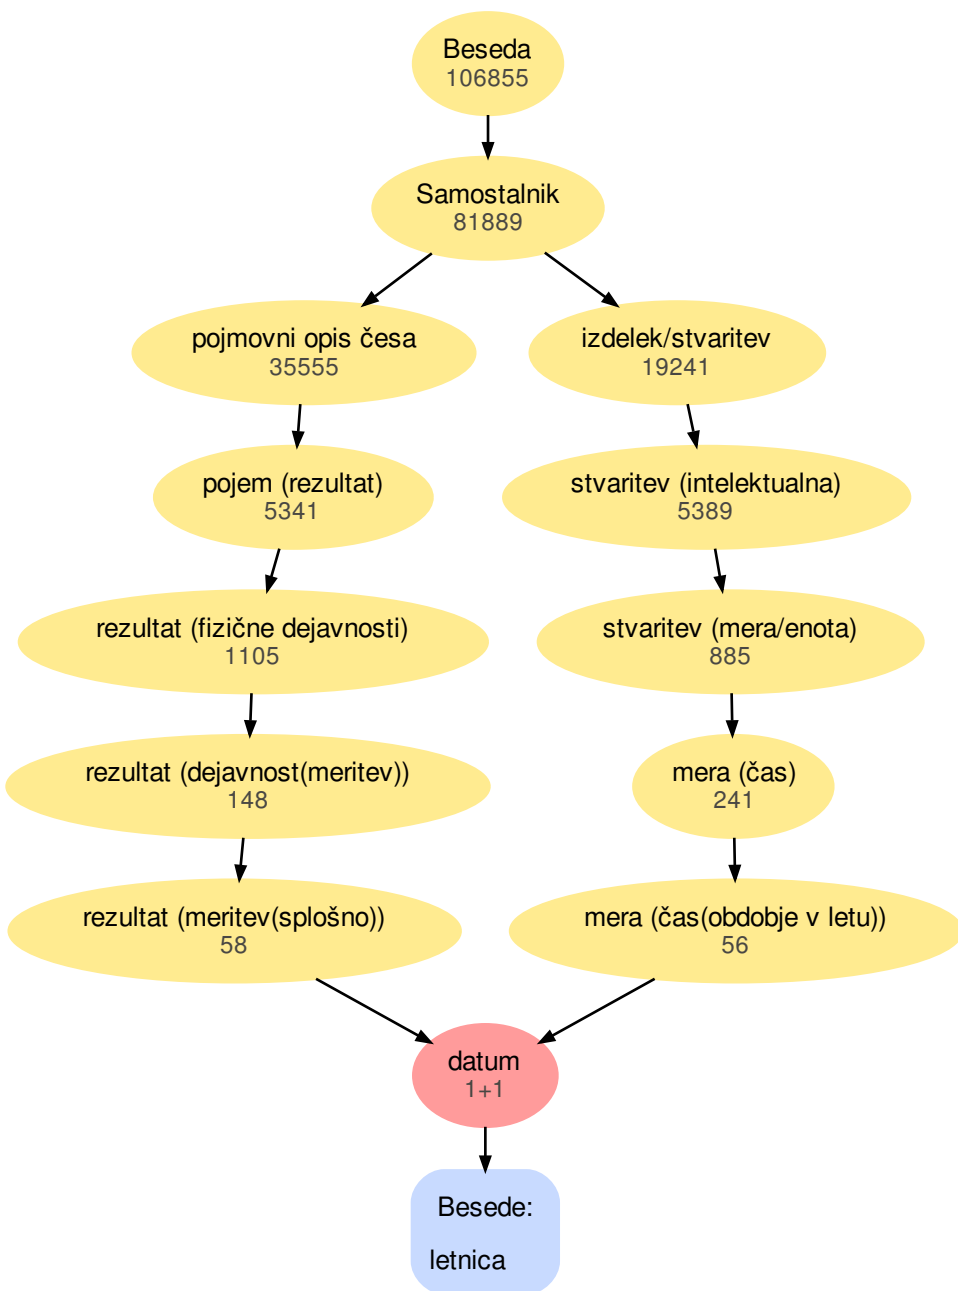 Beseda
106855
Samostalnik
81889
pojmovni opis česa
35555
izdelek/stvaritev
19241
pojem (rezultat)
5341
stvaritev (intelektualna)
5389
rezultat (fizične dejavnosti)
1105
stvaritev (mera/enota)
885
rezultat (dejavnost(meritev))
148
mera (čas)
241
rezultat (meritev(splošno))
58
mera (čas(obdobje v letu))
56
datum
1+1
Besede:
letnica